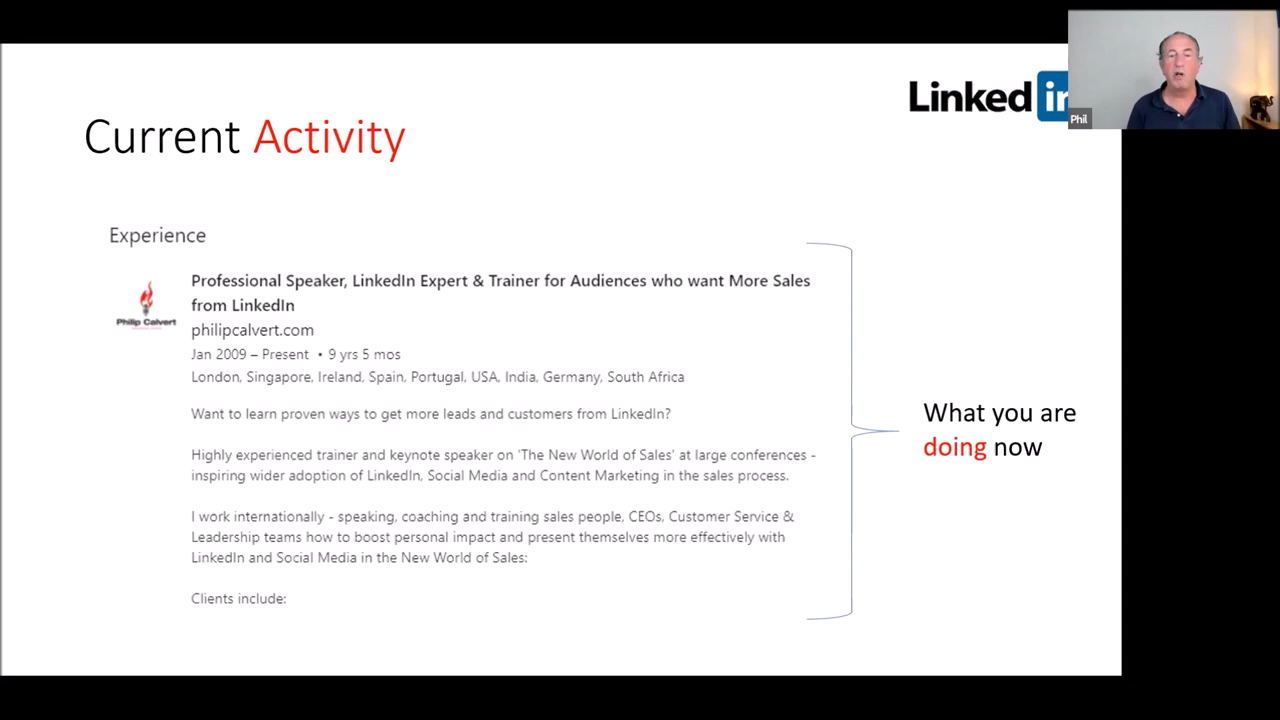 Linked in
Phil
Current Activity
Experience
Philip Calvert
Professional Speaker, LinkedIn Expert & Trainer for Audiences who want More Sales
from LinkedIn
philipcalvert.com
Jan 2009 – Present • 9 yrs 5 mos
London, Singapore, Ireland, Spain, Portugal, USA, India, Germany, South Africa
Want to learn proven ways to get more leads and customers from LinkedIn?
Highly experienced trainer and keynote speaker on 'The New World of Sales' at large conferences -
inspiring wider adoption of LinkedIn, Social Media and Content Marketing in the sales process.
I work internationally - speaking, coaching and training sales people, CEOs, Customer Service &
Leadership teams how to boost personal impact and present themselves more effectively with
LinkedIn and Social Media in the New World of Sales:
Clients include:
What you are
doing now